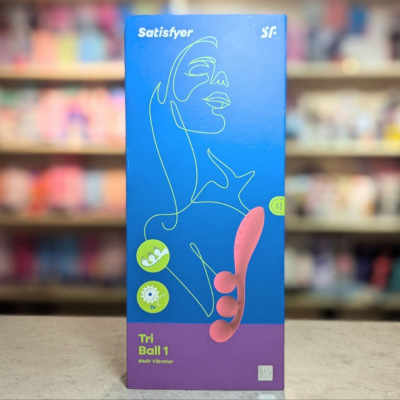 Satisfyer
SF.
Tri
Ball 1
Multi Vibrator